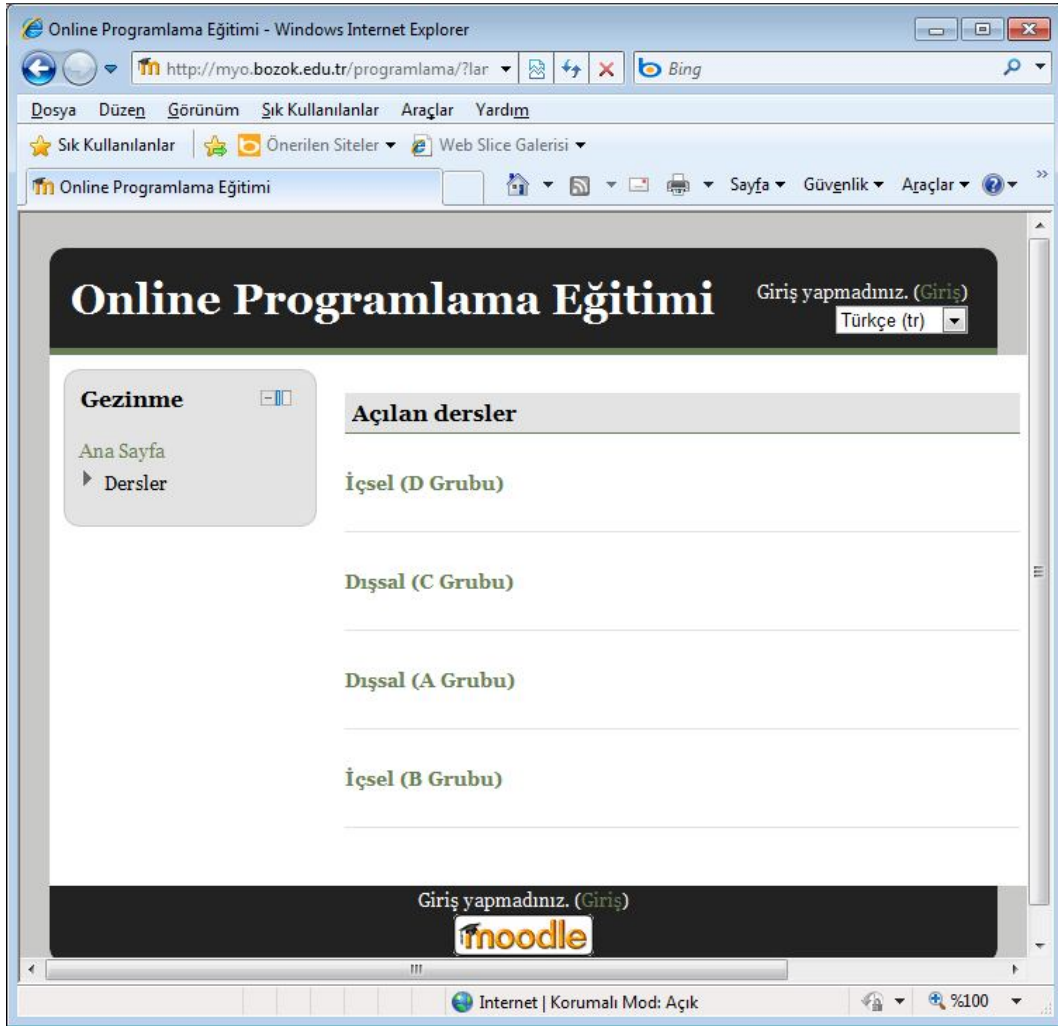 Online Programlama Eğitimi - Windows Internet Explorer
http://myo.bozok.edu.tr/programlama/?lar
Bing
Dosya Düzen Görünüm Sık Kullanılanlar Araçlar Yardım
Sık Kullanılanlar Önerilen Siteler Web Slice Galerisi
Online Programlama Eğitimi
Sayfa Güvenlik Araçlar
Online Programlama Eğitimi
Giriş yapmadınız. (Giriş)
Türkçe (tr)
Gezinme
Ana Sayfa
Dersler
Açılan dersler
İçsel (D Grubu)
Dışsal (C Grubu)
Dışsal (A Grubu)
İçsel (B Grubu)
Giriş yapmadınız. (Giriş)
moodle
Internet | Korumalı Mod: Açık
%100